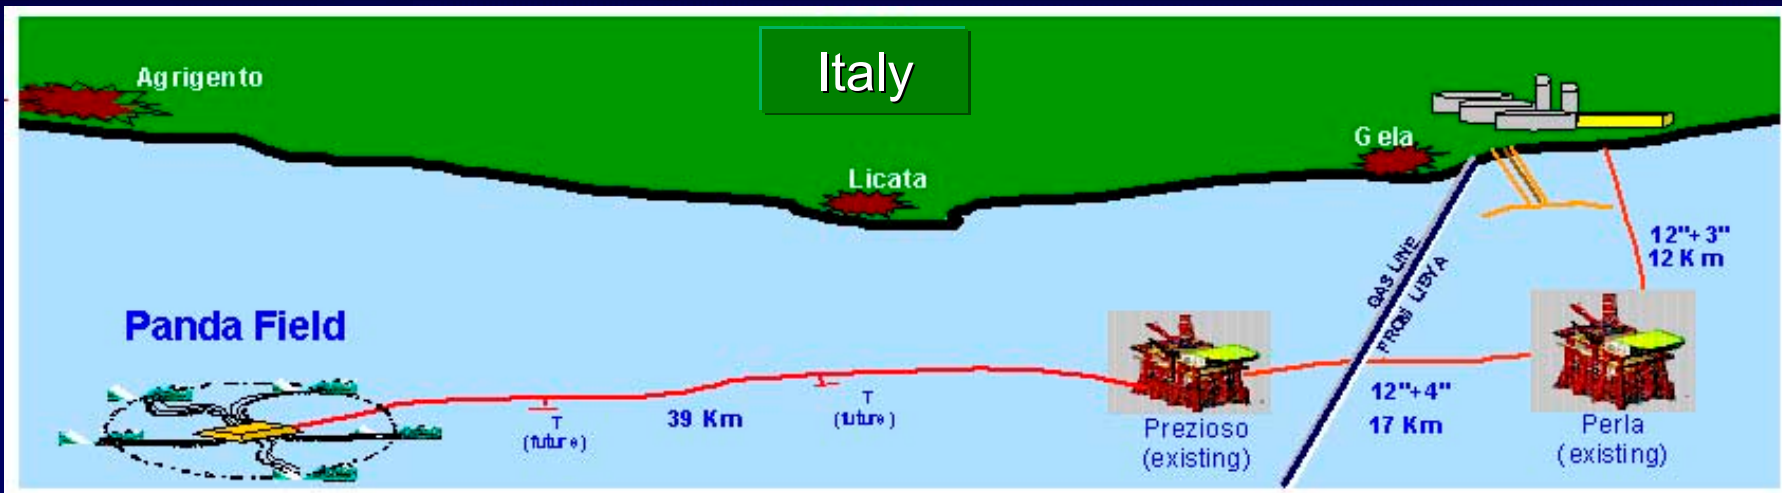 Italy
Agrigento
Gela
Licata
GAS LINE
FROM LIBYA
12"+ 3"
12 Km
Panda Field
T
(future)
39 Km
T
(future)
Prezioso
(existing)
12"+4"
17 Km
Perla
(existing)